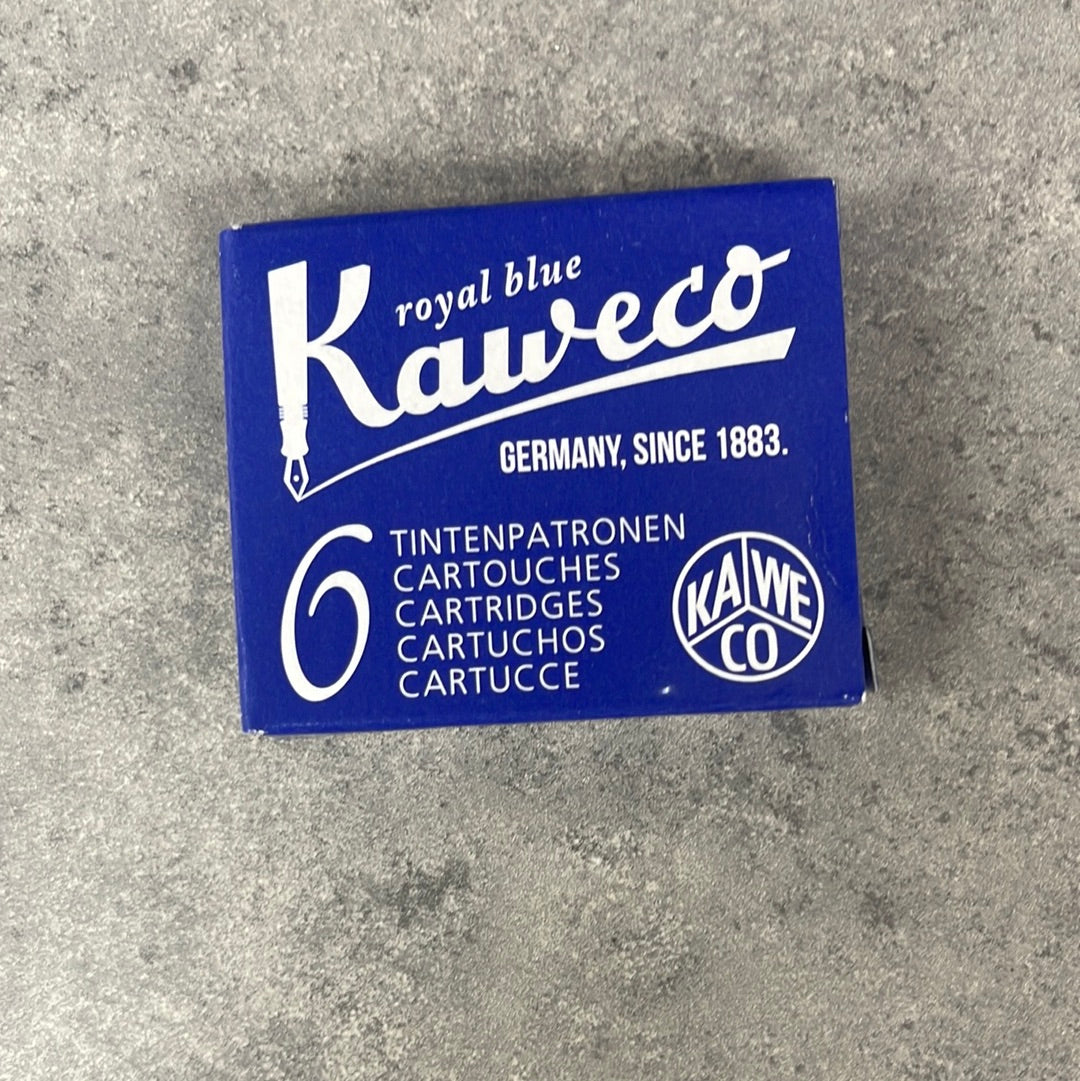 royal blue
Kaweco
GERMANY, SINCE 1883.
6
TINTENPATRONEN
CARTOUCHES
CARTRIDGES
CARTUCHOS
CARTUCCE
KA WE
CO